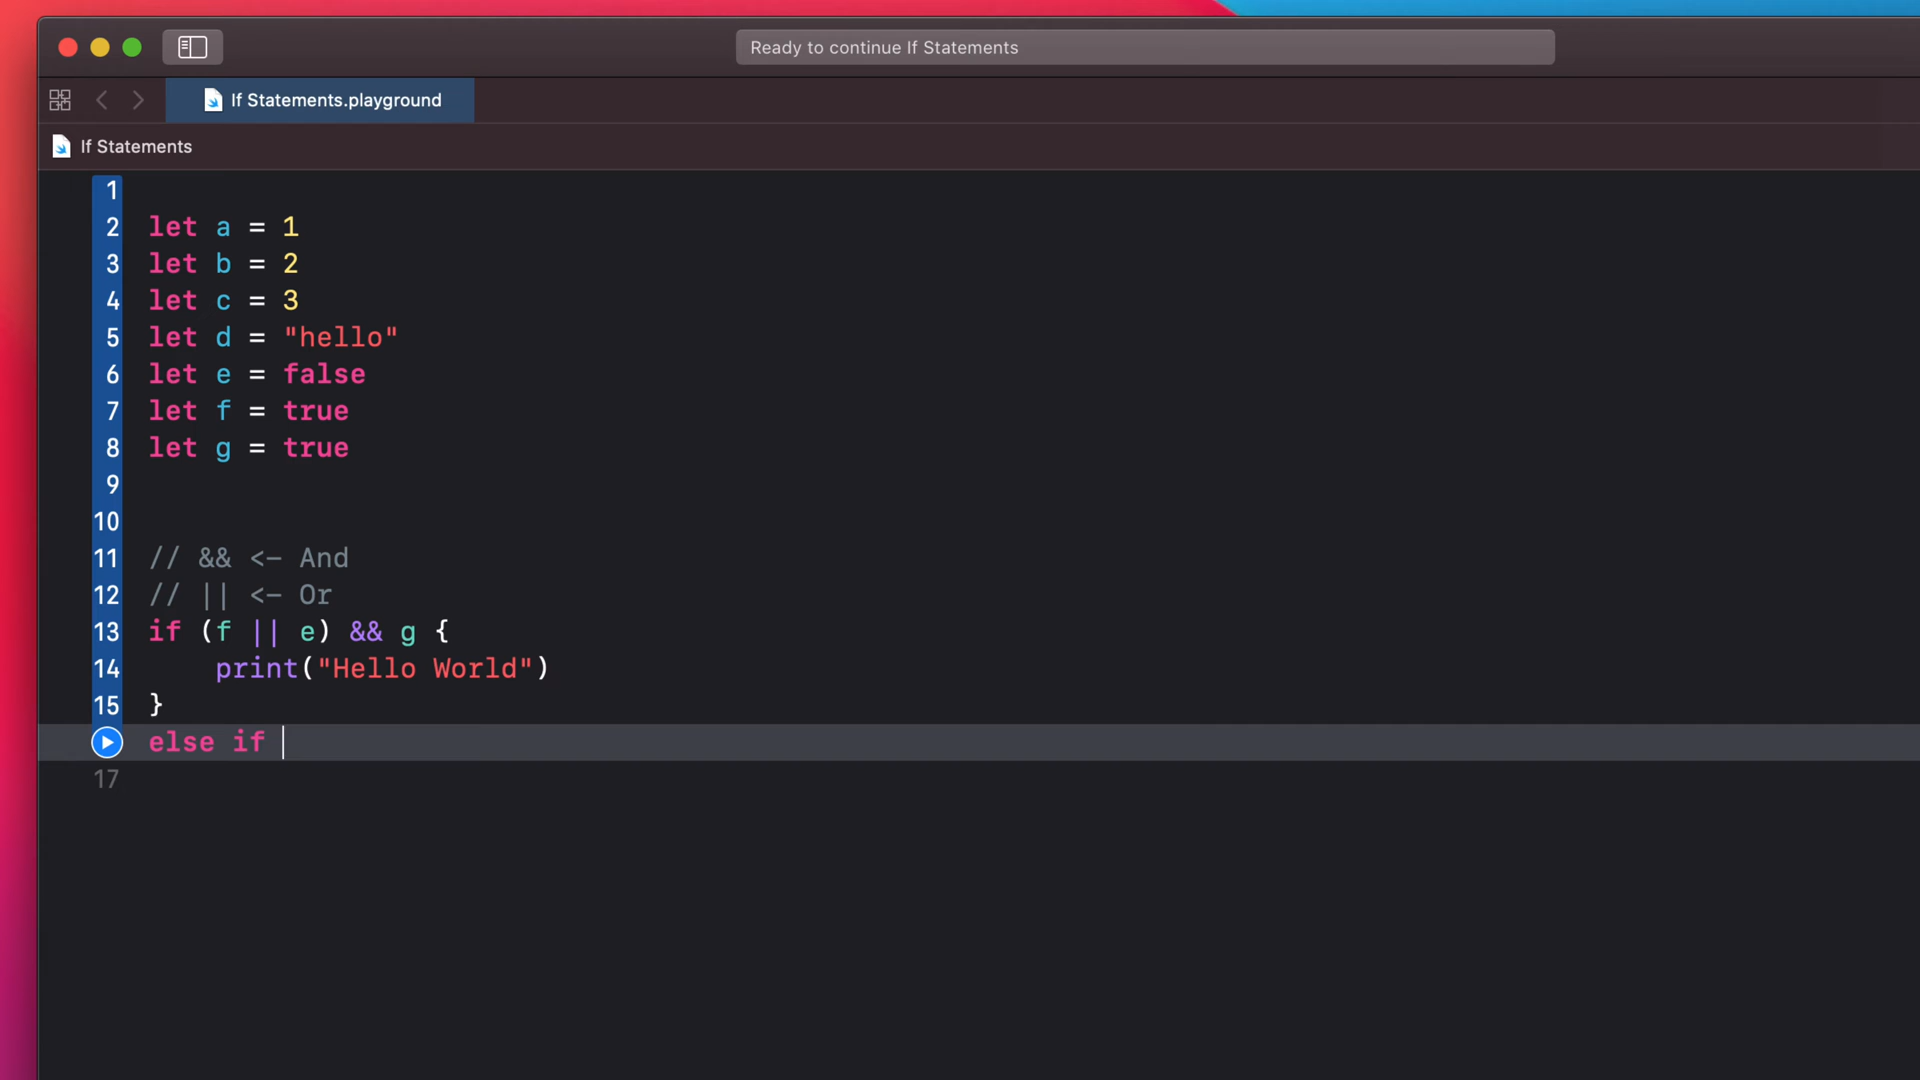 Ready to continue If Statements
If Statements.playground
If Statements
1
2 let a = 1
3 let b = 2
4 let c = 3
5 let d = "hello"
6 let e = false
7 let f = true
8 let g = true
9
10
11 // && <- And
12 // || <- Or
13 if (f || e) && g {
14     print("Hello World")
15 }
else if
17